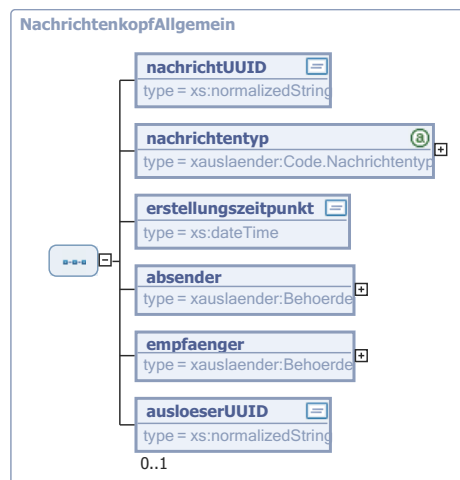 NachrichtenkopfAllgemein
nachrichtUUID
type = xs:normalizedString
nachrichtentyp
a
type = xauslaender:Code.Nachrichtentyp
erstellungszeitpunkt
type = xs:dateTime
absender
type = xauslaender:Behoerde
empfaenger
type = xauslaender:Behoerde
ausloeserUUID
type = xs:normalizedString
0..1